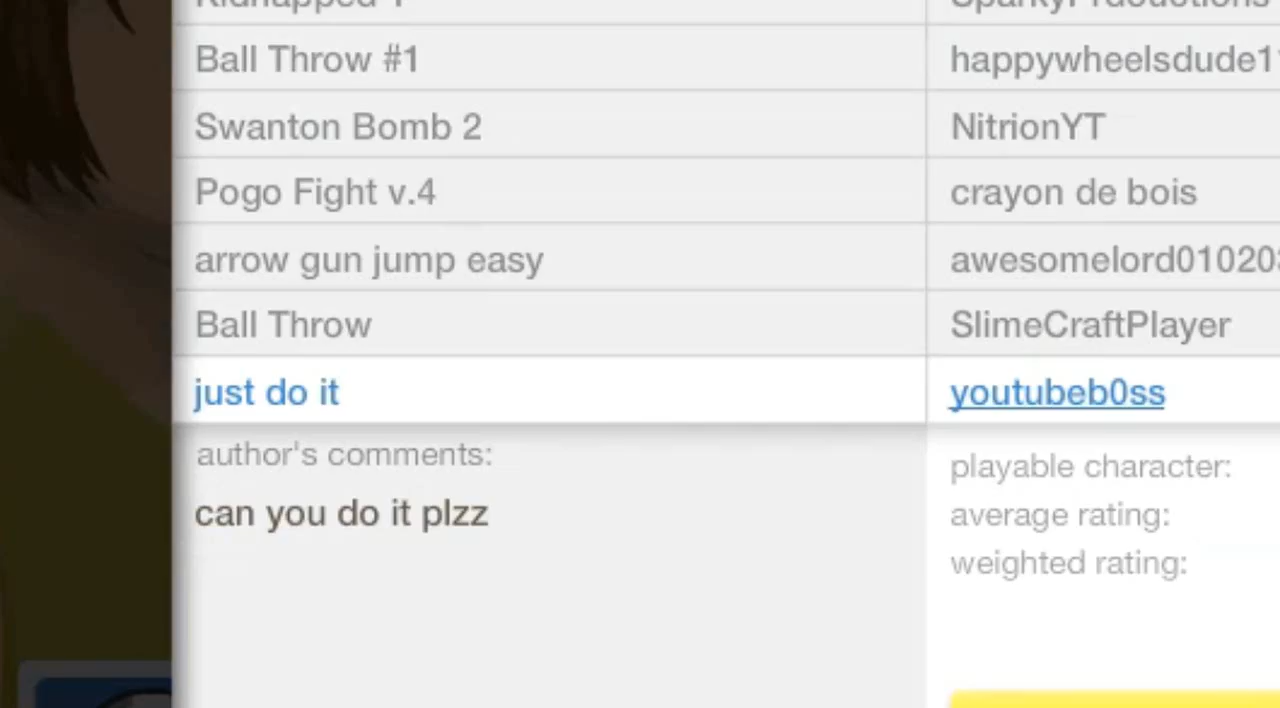 Kidnapped
Ball Throw #1 happywheelsdude1
Swanton Bomb 2 NitrionYT
Pogo Fight v.4 crayon de bois
arrow gun jump easy awesomelord01020
Ball Throw SlimeCraftPlayer
just do it youtubeb0ss
author's comments:
can you do it plzz
playable character:
average rating:
weighted rating: